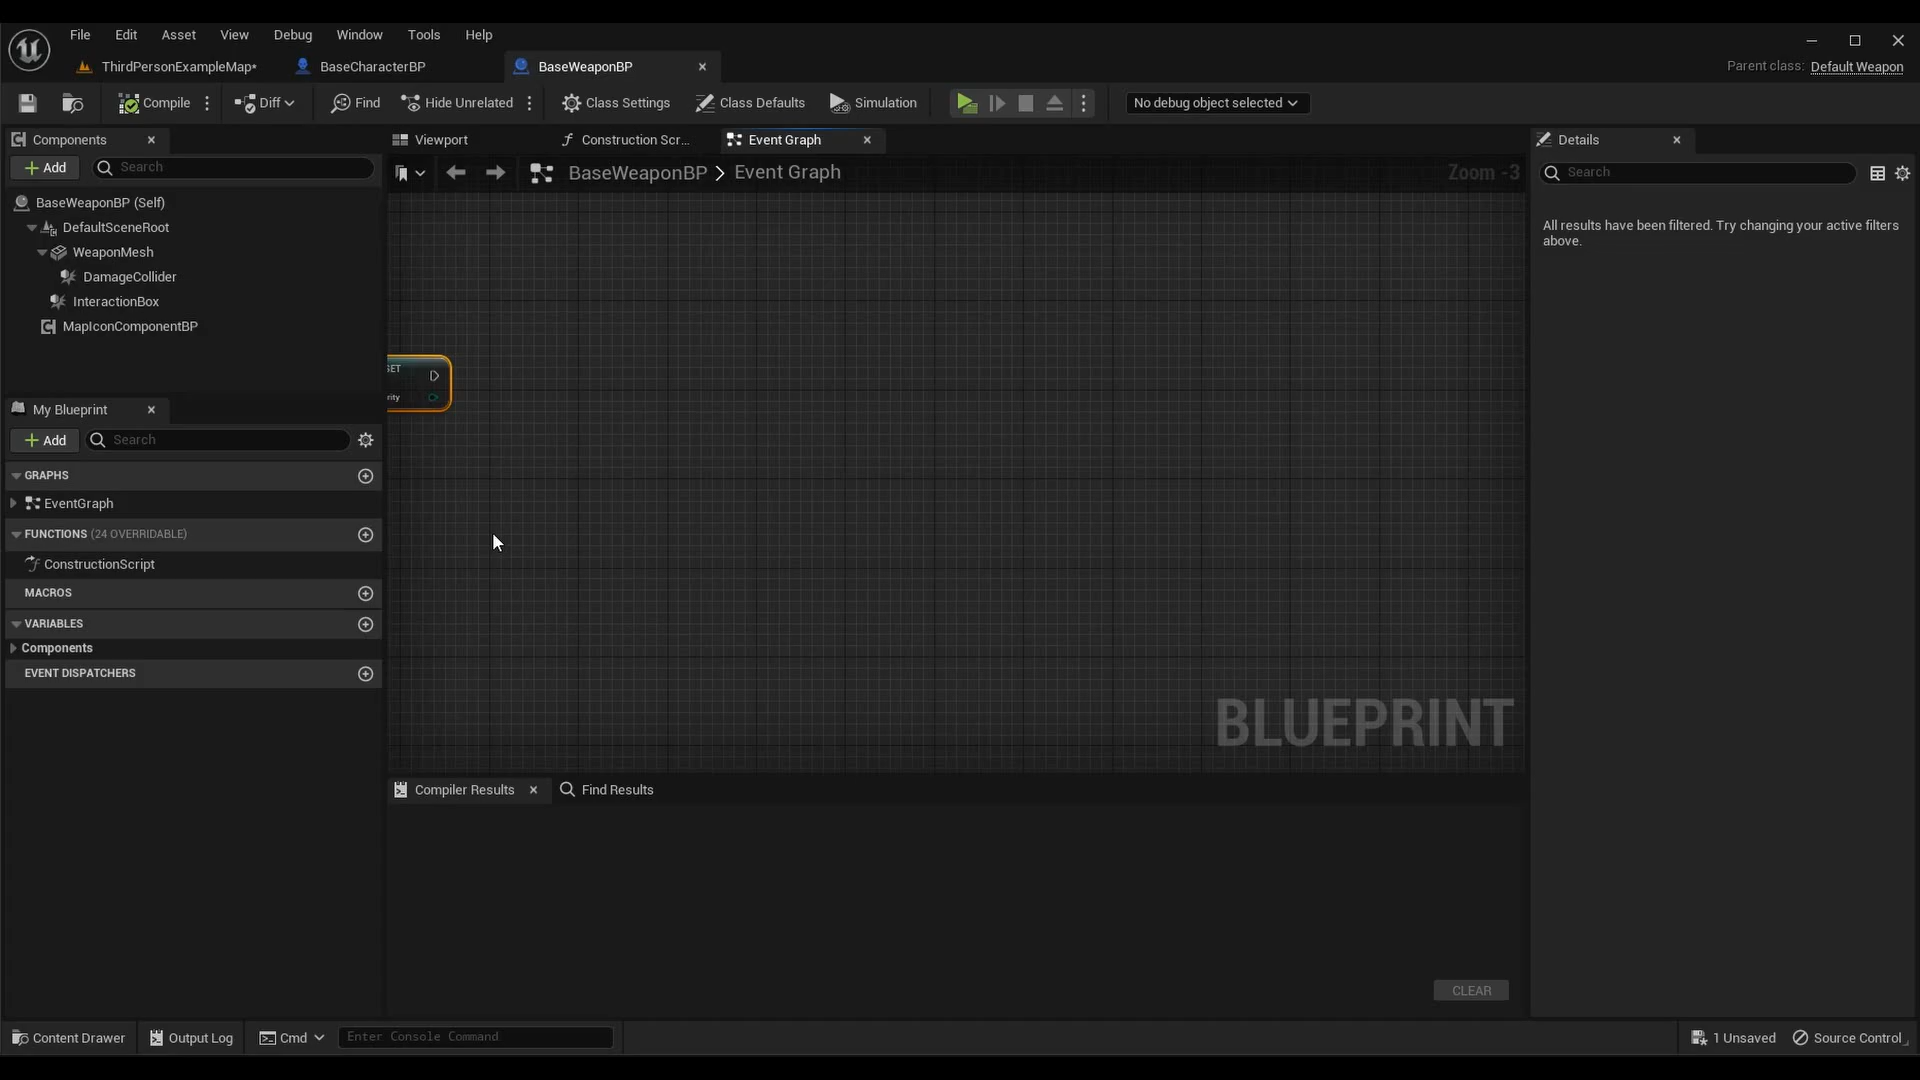 File Edit Asset View Debug Window Tools Help
ThirdPersonExampleMap* BaseCharacterBP BaseWeaponBP
Parent class: Default Weapon
Compile Diff Find Hide Unrelated Class Settings Class Defaults Simulation No debug object selected
Components
Viewport Construction Scr... Event Graph
Details
Add Search
BaseWeaponBP > Event Graph
Zoom -3
Search
BaseWeaponBP (Self)
DefaultSceneRoot
WeaponMesh
DamageCollider
InteractionBox
MapIconComponentBP
All results have been filtered. Try changing your active filters
above.
SET
rity
My Blueprint
Add Search
GRAPHS
EventGraph
FUNCTIONS (24 OVERRIDABLE)
ConstructionScript
MACROS
VARIABLES
Components
EVENT DISPATCHERS
BLUEPRINT
Compiler Results Find Results
CLEAR
Content Drawer Output Log Cmd Enter Console Command
1 Unsaved Source Control